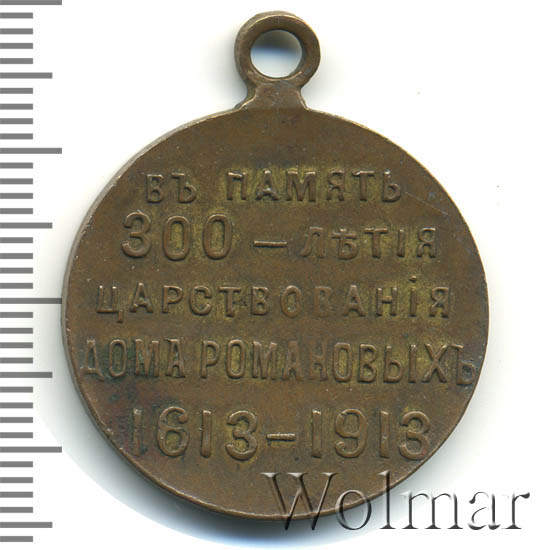 ВЪ ПАМЯТЬ
300 – ЛѢТІЯ
ЦАРСТВОВАНІЯ
ДОМА РОМАНОВЫХЪ
1613–1913
Wolmar